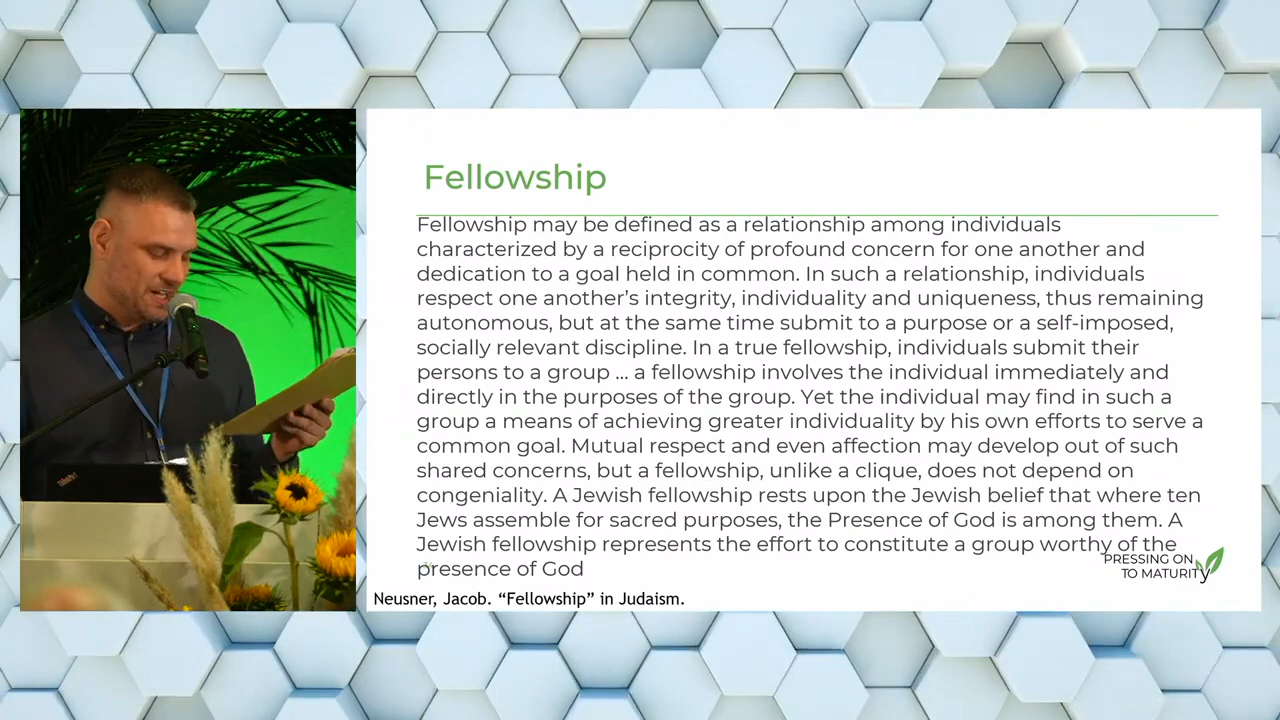 Fellowship
Fellowship may be defined as a relationship among individuals
characterized by a reciprocity of profound concern for one another and
dedication to a goal held in common. In such a relationship, individuals
respect one another’s integrity, individuality and uniqueness, thus remaining
autonomous, but at the same time submit to a purpose or a self-imposed,
socially relevant discipline. In a true fellowship, individuals submit their
persons to a group ... a fellowship involves the individual immediately and
directly in the purposes of the group. Yet the individual may find in such a
group a means of achieving greater individuality by his own efforts to serve a
common goal. Mutual respect and even affection may develop out of such
shared concerns, but a fellowship, unlike a clique, does not depend on
congeniality. A Jewish fellowship rests upon the Jewish belief that where ten
Jews assemble for sacred purposes, the Presence of God is among them. A
Jewish fellowship represents the effort to constitute a group worthy of the
presence of God
PRESSING ON
TO MATURITy
Neusner, Jacob. “Fellowship” in Judaism.